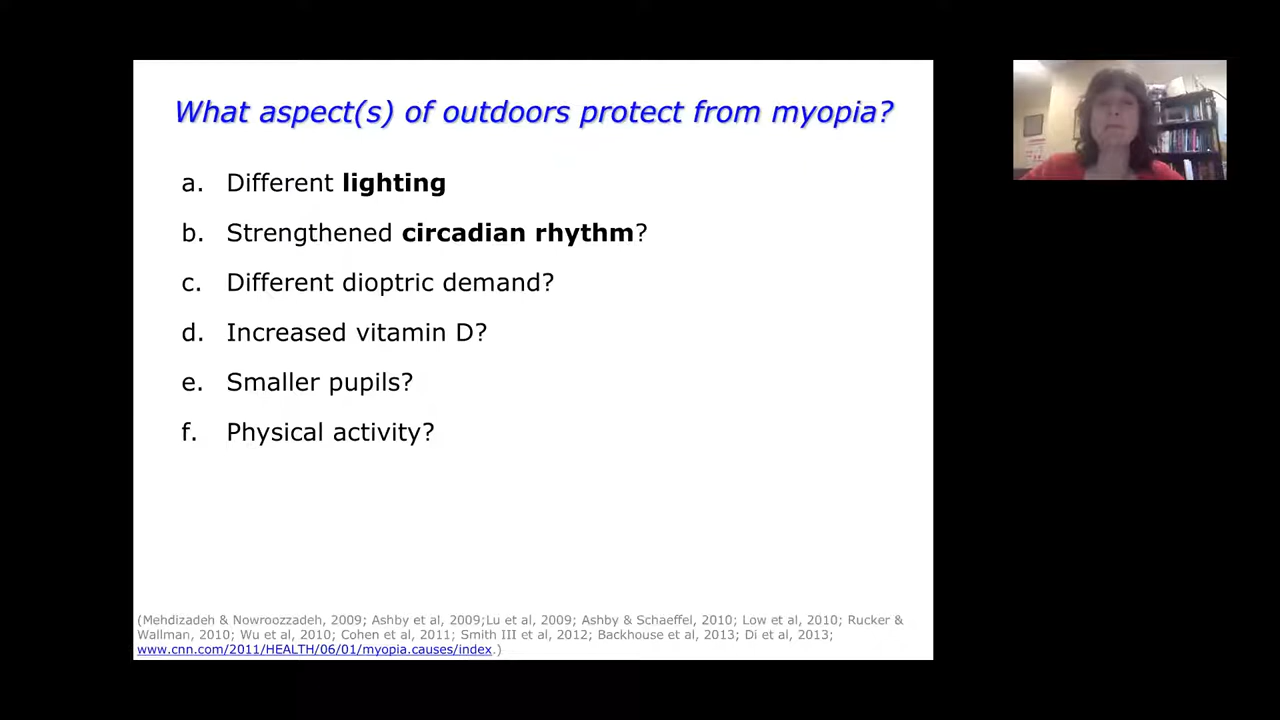 What aspect(s) of outdoors protect from myopia?
a. Different lighting
b. Strengthened circadian rhythm?
c. Different dioptric demand?
d. Increased vitamin D?
e. Smaller pupils?
f. Physical activity?
(Mehdizadeh & Nowroozzadeh, 2009; Ashby et al, 2009;Lu et al, 2009; Ashby & Schaeffel, 2010; Low et al, 2010; Rucker &
Wallman, 2010; Wu et al, 2010; Cohen et al, 2011; Smith III et al, 2012; Backhouse et al, 2013; Di et al, 2013;
www.cnn.com/2011/HEALTH/06/01/myopia.causes/index.)